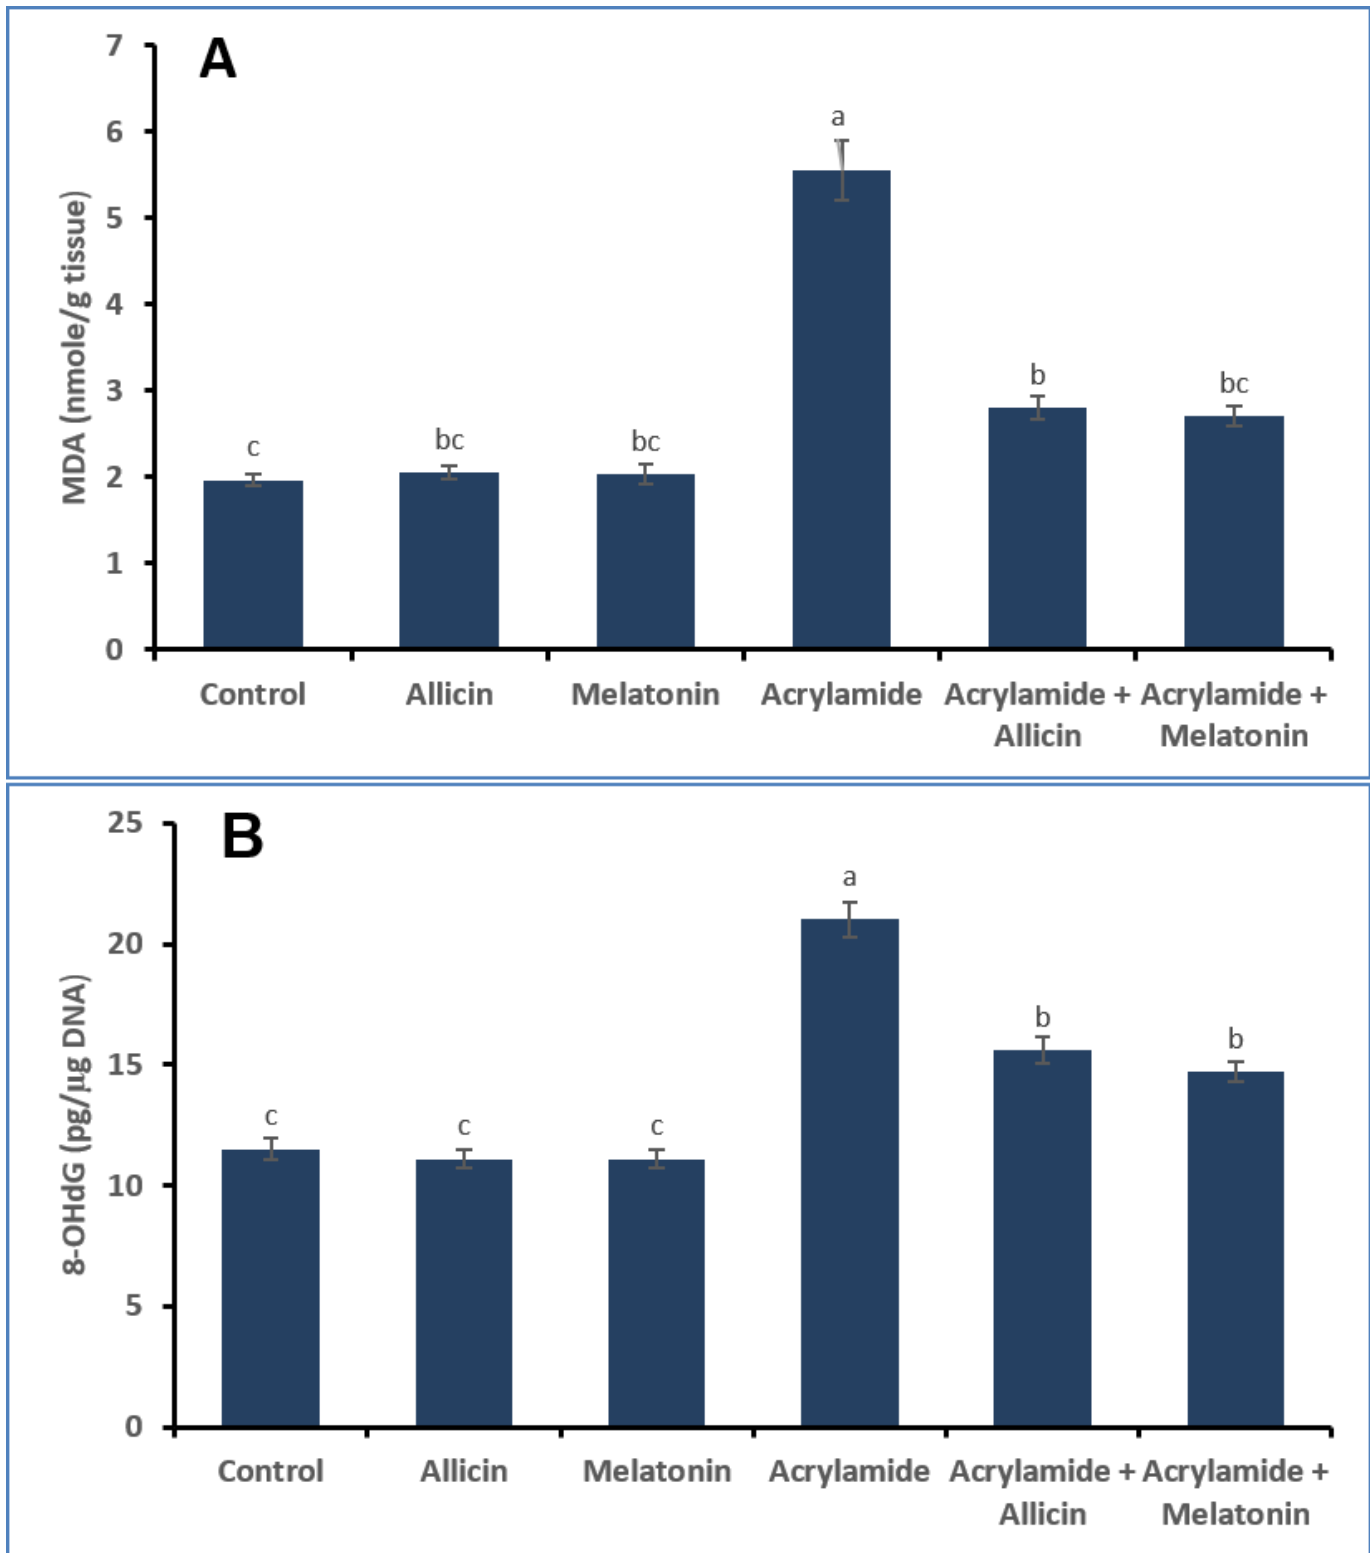 A
7
6
5
4
3
2
1
0
MDA (nmole/g tissue)
c
bc
bc
a
b
bc
Control
Allicin
Melatonin
Acrylamide
Acrylamide +
Allicin
Acrylamide +
Melatonin
B
25
20
15
10
5
0
8-OHdG (pg/µg DNA)
c
c
c
a
b
b
Control
Allicin
Melatonin
Acrylamide
Acrylamide +
Allicin
Acrylamide +
Melatonin